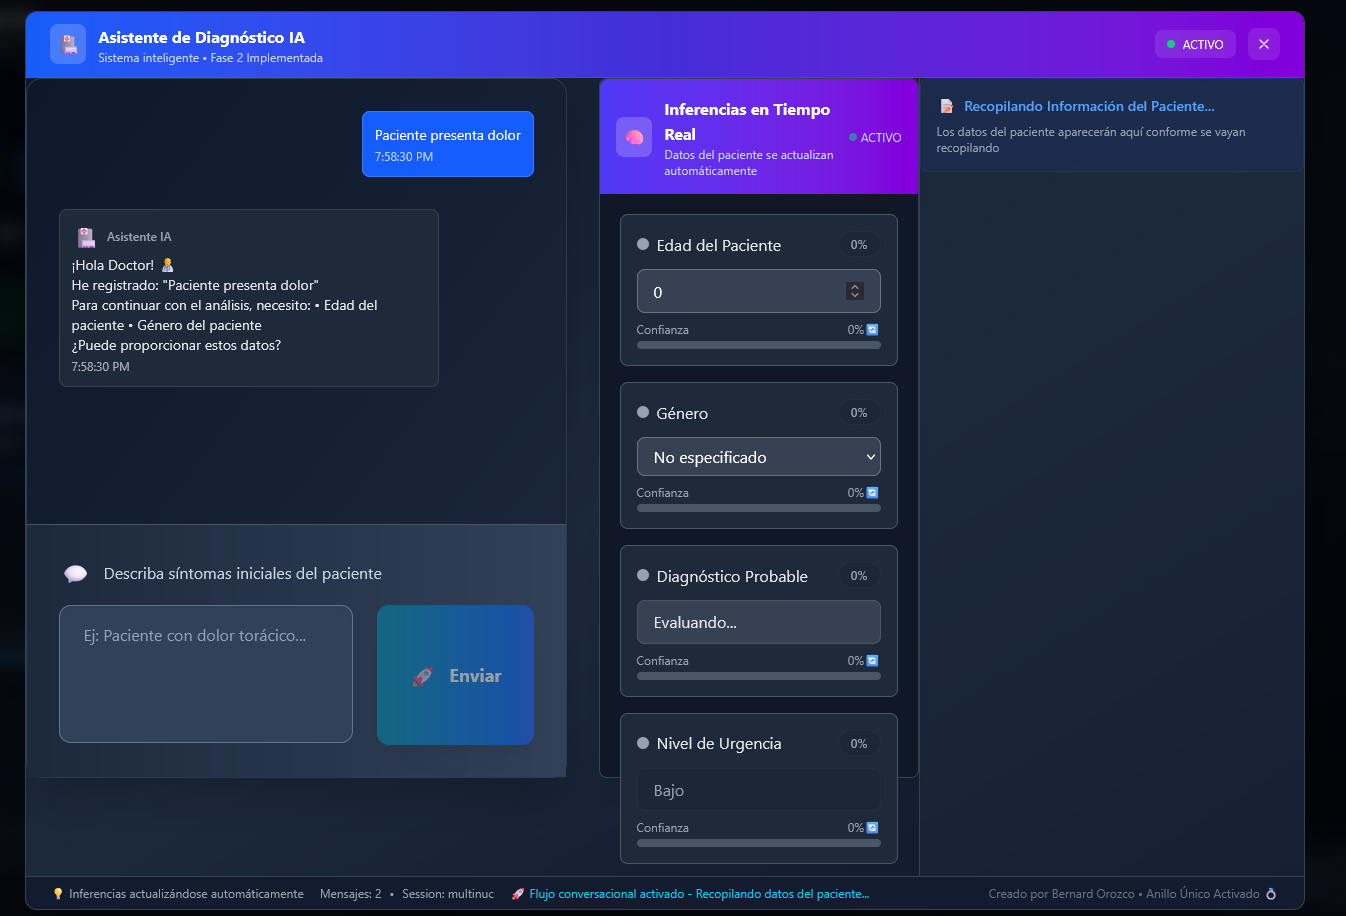 Asistente de Diagnóstico IA
Sistema inteligente • Fase 2 Implementada
ACTIVO
Paciente presenta dolor
7:58:30 PM
Asistente IA
¡Hola Doctor!
He registrado: "Paciente presenta dolor"
Para continuar con el análisis, necesito: • Edad del
paciente • Género del paciente
¿Puede proporcionar estos datos?
7:58:30 PM
Describa síntomas iniciales del paciente
Ej: Paciente con dolor torácico...
Enviar
Inferencias en Tiempo
Real
Datos del paciente se actualizan
automáticamente
ACTIVO
Edad del Paciente 0%
0
Confianza 0%
Género 0%
No especificado
Confianza 0%
Diagnóstico Probable 0%
Evaluando...
Confianza 0%
Nivel de Urgencia 0%
Bajo
Confianza 0%
Recopilando Información del Paciente...
Los datos del paciente aparecerán aquí conforme se vayan
recopilando
Inferencias actualizándose automáticamente Mensajes: 2 • Session: multinuc Flujo conversacional activado - Recopilando datos del paciente... Creado por Bernard Orozco • Anillo Único Activado